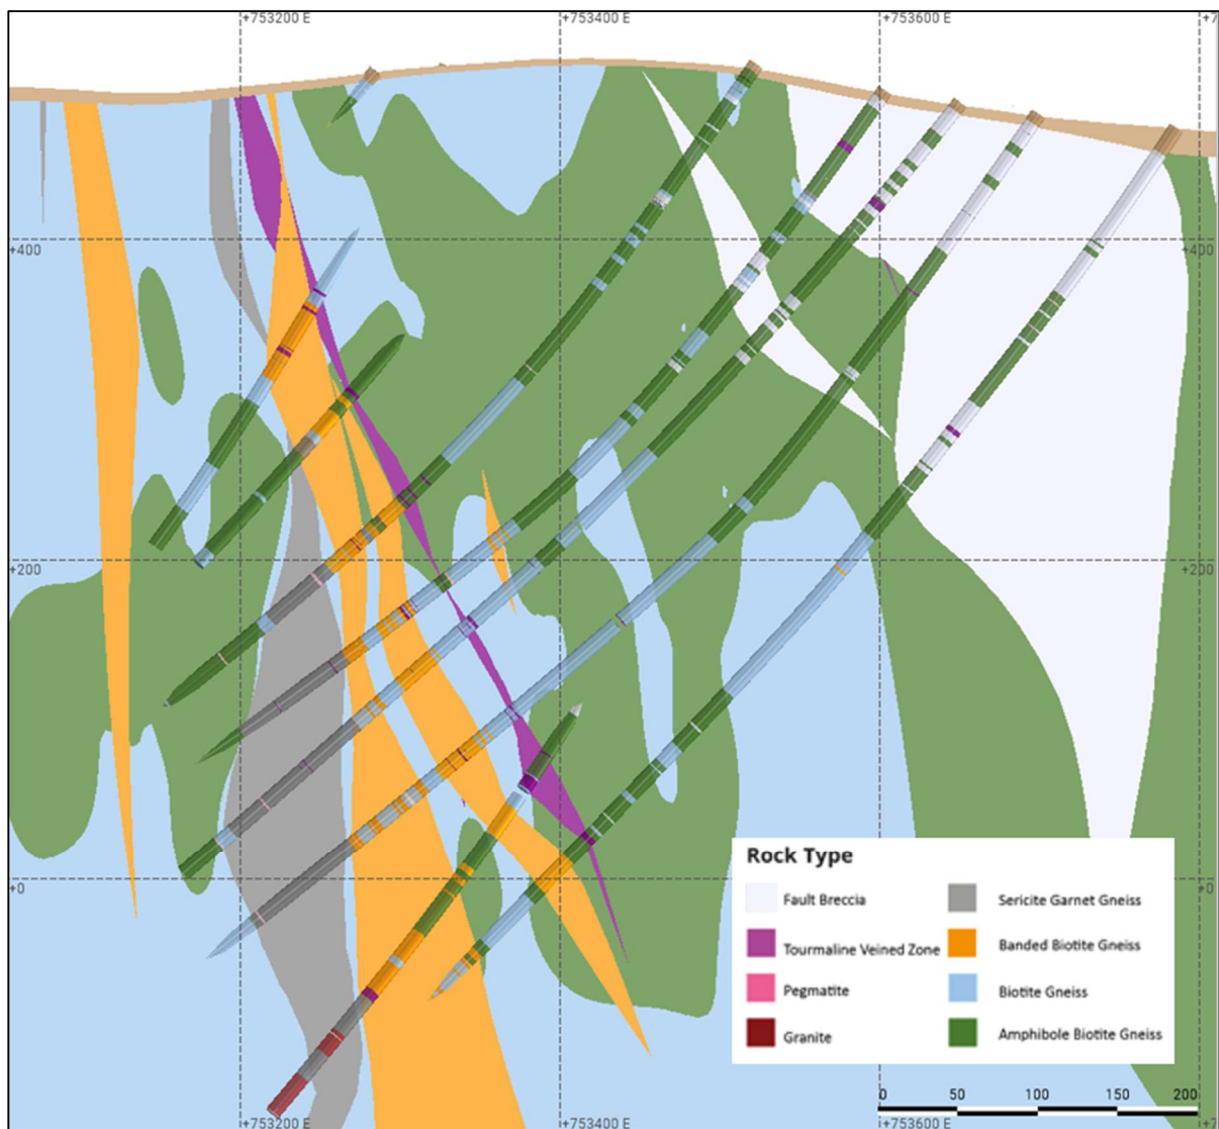 +753200 E
+753400 E
+753600 E
+7
+400
+400
+200
+200
+0
+0
Rock Type
Fault Breccia
Sericite Garnet Gneiss
Tourmaline Veined Zone
Banded Biotite Gneiss
Pegmatite
Biotite Gneiss
Granite
Amphibole Biotite Gneiss
0 50 100 150 200
+753200 E
+753400 E
+753600 E
+7